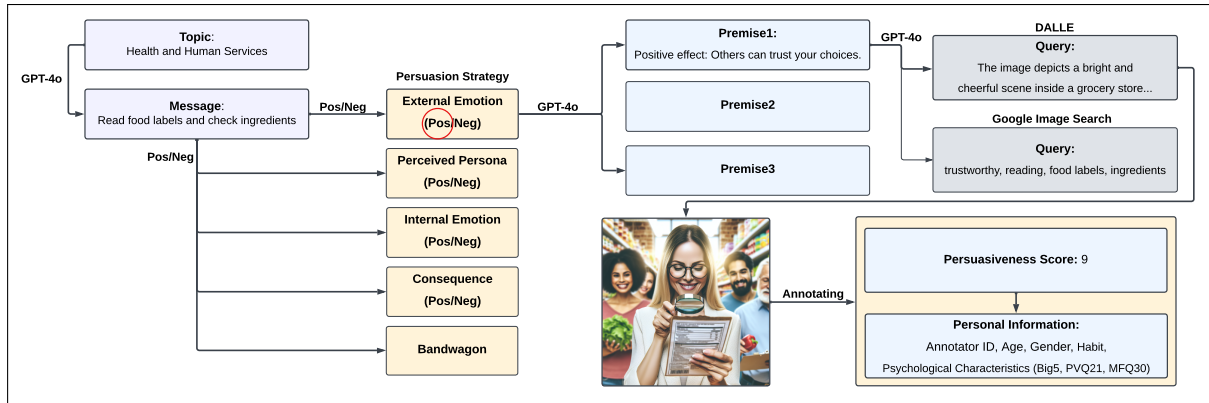 Topic:
Health and Human Services
GPT-4o
Message:
Read food labels and check ingredients
Pos/Neg
Pos/Neg
Persuasion Strategy
External Emotion
(Pos/Neg)
Perceived Persona
(Pos/Neg)
Internal Emotion
(Pos/Neg)
Consequence
(Pos/Neg)
Bandwagon
GPT-4o
Premise1:
Positive effect: Others can trust your choices.
Premise2
Premise3
GPT-4o
DALLE
Query:
The image depicts a bright and
cheerful scene inside a grocery store...
Google Image Search
Query:
trustworthy, reading, food labels, ingredients
Annotating
Persuasiveness Score: 9
Personal Information:
Annotator ID, Age, Gender, Habit,
Psychological Characteristics (Big5, PVQ21, MFQ30)